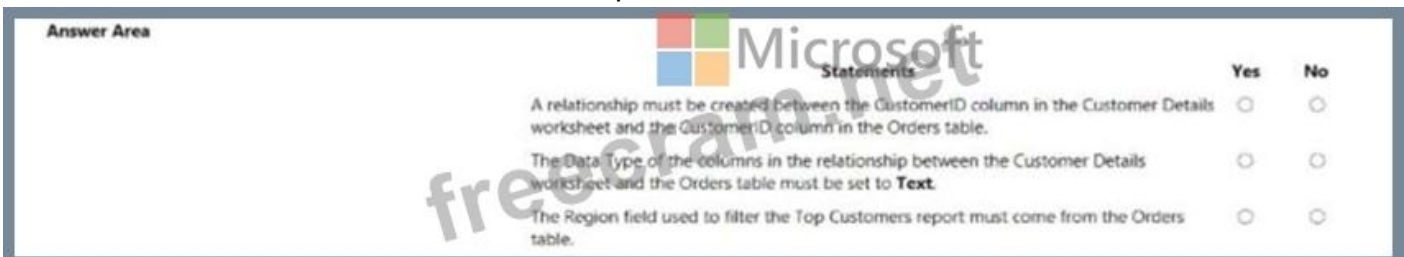 Answer Area
Microsoft
Statements Yes No
A relationship must be created between the CustomerID column in the Customer Details
worksheet and the CustomerID column in the Orders table.
The Data Type of the columns in the relationship between the Customer Details
worksheet and the Orders table must be set to Text.
The Region field used to filter the Top Customers report must come from the Orders
table.
freecram.net